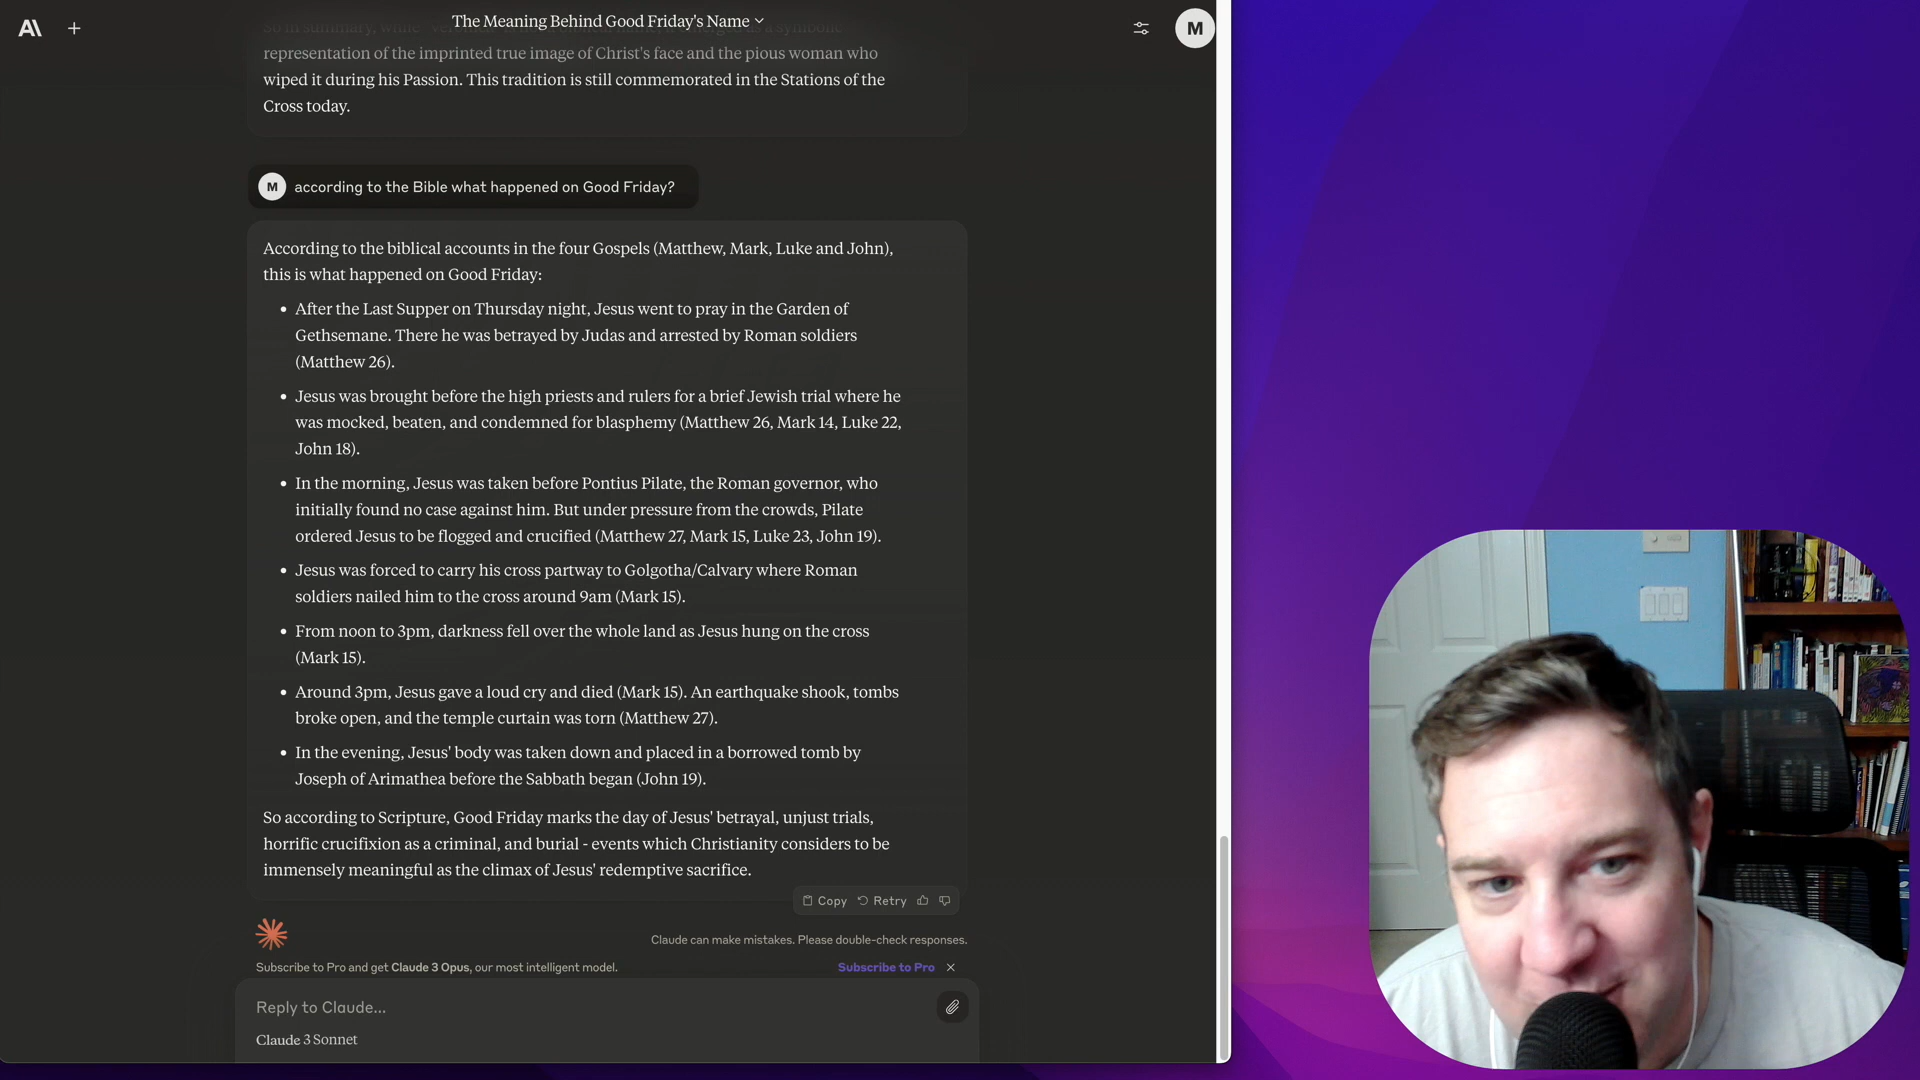 The Meaning Behind Good Friday's Name
M
representation of the imprinted true image of Christ's face and the pious woman who
wiped it during his Passion. This tradition is still commemorated in the Stations of the
Cross today.
M according to the Bible what happened on Good Friday?
According to the biblical accounts in the four Gospels (Matthew, Mark, Luke and John),
this is what happened on Good Friday:
• After the Last Supper on Thursday night, Jesus went to pray in the Garden of
Gethsemane. There he was betrayed by Judas and arrested by Roman soldiers
(Matthew 26).
• Jesus was brought before the high priests and rulers for a brief Jewish trial where he
was mocked, beaten, and condemned for blasphemy (Matthew 26, Mark 14, Luke 22,
John 18).
• In the morning, Jesus was taken before Pontius Pilate, the Roman governor, who
initially found no case against him. But under pressure from the crowds, Pilate
ordered Jesus to be flogged and crucified (Matthew 27, Mark 15, Luke 23, John 19).
• Jesus was forced to carry his cross partway to Golgotha/Calvary where Roman
soldiers nailed him to the cross around 9am (Mark 15).
• From noon to 3pm, darkness fell over the whole land as Jesus hung on the cross
(Mark 15).
• Around 3pm, Jesus gave a loud cry and died (Mark 15). An earthquake shook, tombs
broke open, and the temple curtain was torn (Matthew 27).
• In the evening, Jesus' body was taken down and placed in a borrowed tomb by
Joseph of Arimathea before the Sabbath began (John 19).
So according to Scripture, Good Friday marks the day of Jesus' betrayal, unjust trials,
horrific crucifixion as a criminal, and burial - events which Christianity considers to be
immensely meaningful as the climax of Jesus' redemptive sacrifice.
Copy Retry
Claude can make mistakes. Please double-check responses.
Subscribe to Pro and get Claude 3 Opus, our most intelligent model. Subscribe to Pro
Reply to Claude...
Claude 3 Sonnet